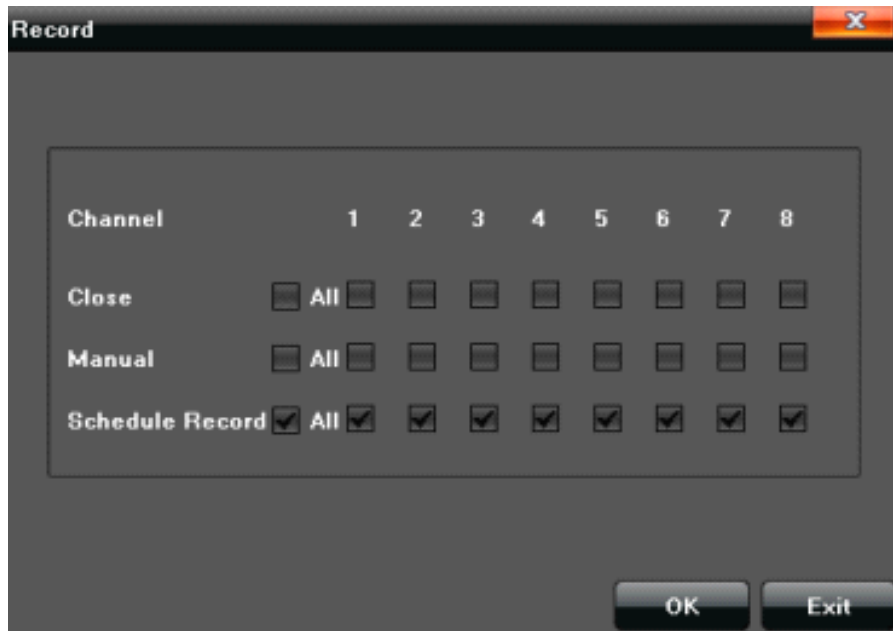 Record
Channel 1 2 3 4 5 6 7 8
Close All
Manual All
Schedule Record All
OK Exit